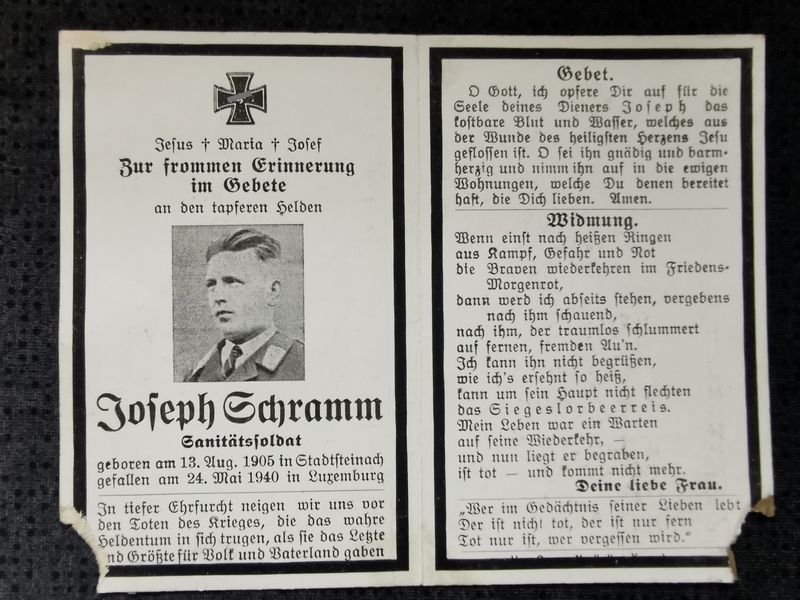 Jesus † Maria † Josef
Zur frommen Erinnerung
im Gebete
an den tapferen Helden
Joseph Schramm
Sanitätssoldat
geboren am 13. Aug. 1905 in Stadtsteinach
gefallen am 24. Mai 1940 in Luxemburg
In tiefer Ehrfurcht neigen wir uns vor
den Toten des Krieges, die das wahre
Heldentum in sich trugen, als sie das Letzte
nd Größte für Volk und Vaterland gaben
Gebet.
O Gott, ich opfere Dir auf für die
Seele deines Dieners Joseph das
kostbare Blut und Wasser, welches aus
der Wunde des heiligsten Herzens Jesu
geflossen ist. O sei ihn gnädig und barm-
herzig und nimm ihn auf in die ewigen
Wohnungen, welche Du denen bereitet
hast, die Dich lieben. Amen.
Widmung.
Wenn einst nach heißen Ringen
aus Kampf, Gefahr und Not
die Braven wiederkehren im Friedens-
Morgenrot,
dann werd ich abseits stehen, vergebens
nach ihm schauend,
nach ihm, der traumlos schlummert
auf fernen, fremden Au'n.
Ich kann ihn nicht begrüßen,
wie ich's ersehnt so heiß,
kann um sein Haupt nicht flechten
das Siegeslorbeerreis.
Mein Leben war ein Warten
auf seine Wiederkehr, —
und nun liegt er begraben,
ist tot — und kommt nicht mehr.
Deine liebe Frau.
„Wer im Gedächtnis seiner Lieben lebt
Der ist nicht tot, der ist nur fern
Tot nur ist, wer vergessen wird."